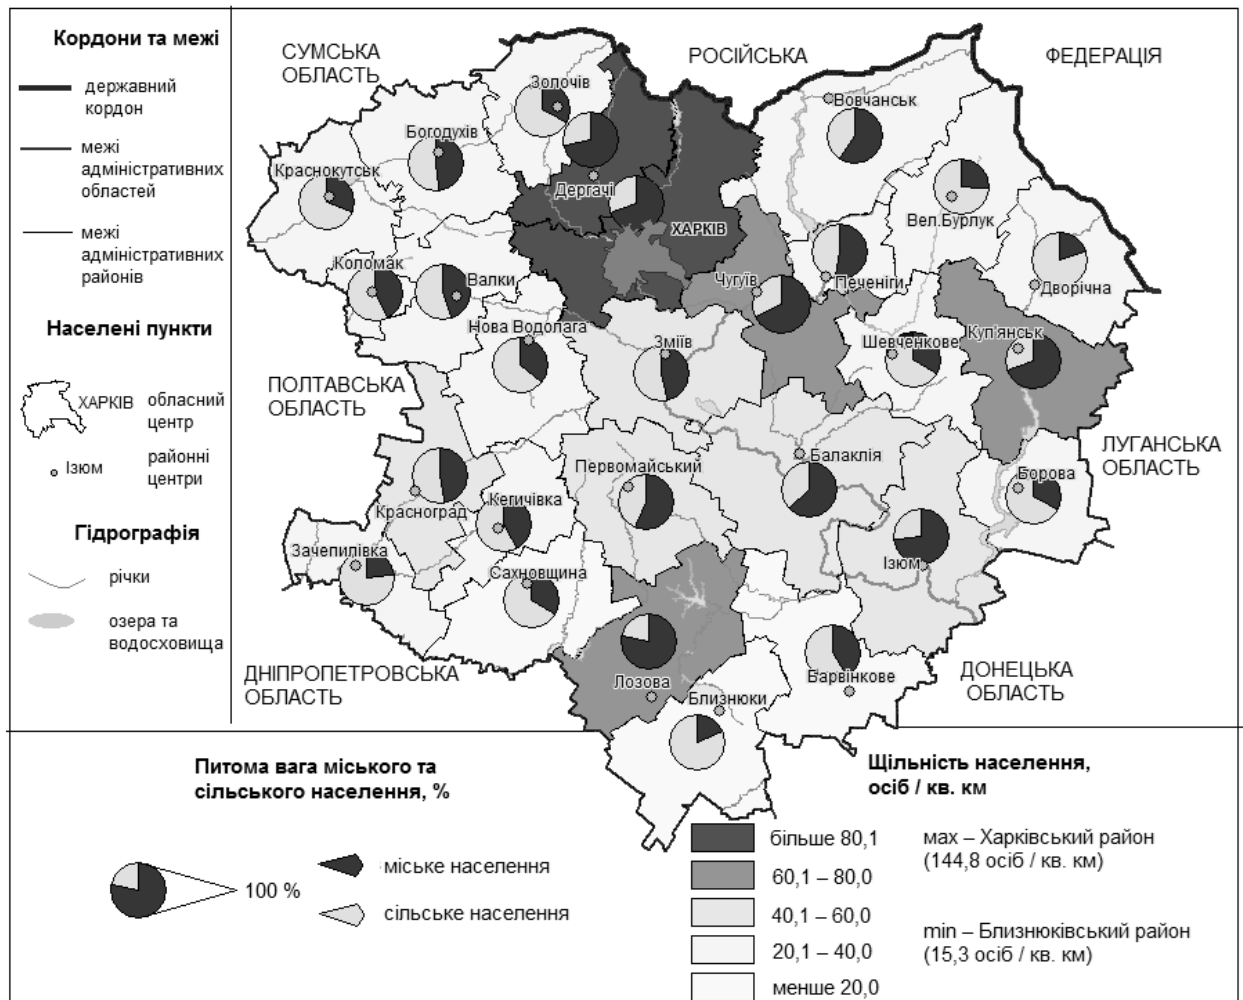 Кордони та межі
державний
кордон
межі
адміністративних
областей
межі
адміністративних
районів
Населені пункти
ХАРКІВ
обласний
центр
Ізюм
районні
центри
Гідрографія
річки
озера та
водосховища
СУМСЬКА
ОБЛАСТЬ
РОСІЙСЬКА
ФЕДЕРАЦІЯ
Золочів
Вовчанськ
Богодухів
Краснокутськ
Дергачі
Вел.Бурлук
ХАРКІВ
Коломак
Валки
Чугуїв
Печеніги
Дворічна
Нова Водолага
Зміїв
Шевченкове
Куп'янськ
ПОЛТАВСЬКА
ОБЛАСТЬ
ЛУГАНСЬКА
ОБЛАСТЬ
Балаклія
Первомайський
Борова
Красноград
Кегичівка
Зачепилівка
Ізюм
Сахновщина
ДНІПРОПЕТРОВСЬКА
ОБЛАСТЬ
ДОНЕЦЬКА
ОБЛАСТЬ
Лозова
Барвінкове
Близнюки
Питома вага міського та
сільського населення, %
100 %
міське населення
сільське населення
Щільність населення,
осіб / кв. км
більше 80,1
60,1 – 80,0
40,1 – 60,0
20,1 – 40,0
менше 20,0
мах – Харківський район
(144,8 осіб / кв. км)
min – Близнюківський район
(15,3 осіб / кв. км)